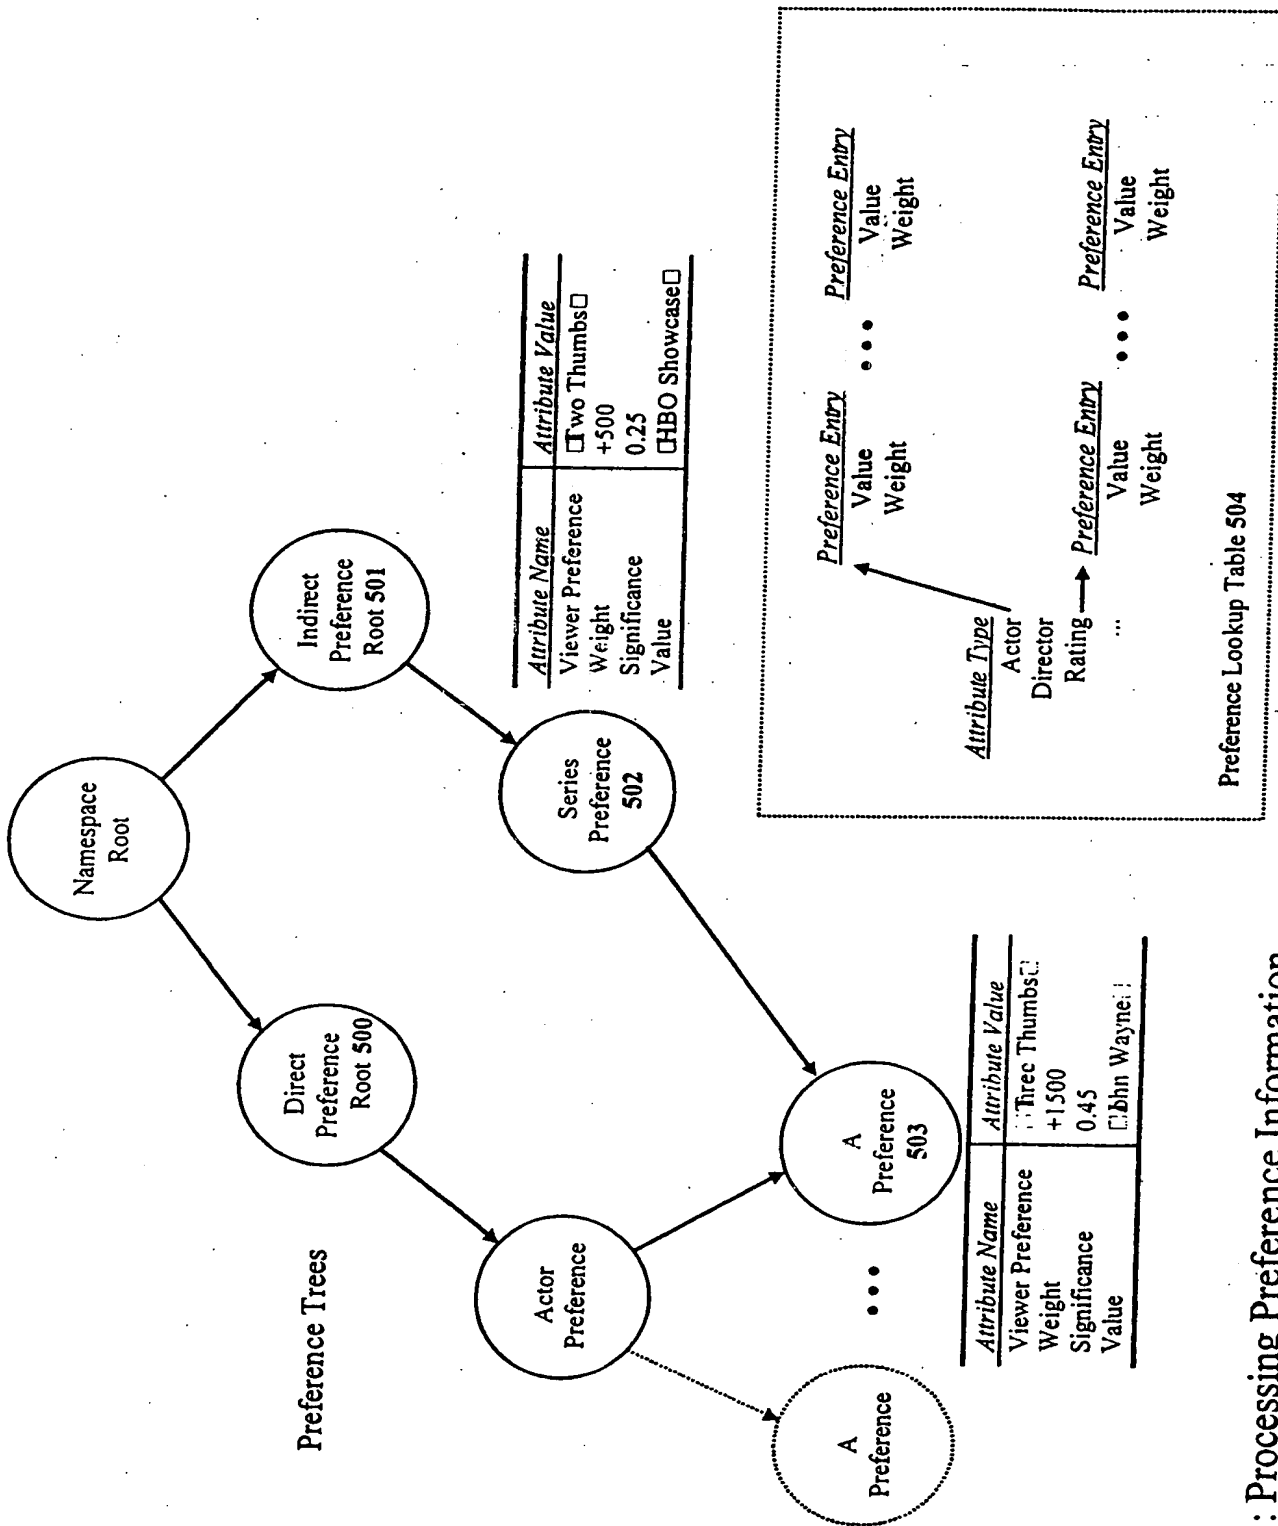 Preference Trees
Namespace
Root
Direct
Preference
Root 500
Indirect
Preference
Root 501
Actor
Preference
Series
Preference
502
A
Preference
•••
A
Preference
503
Attribute Name Attribute Value
Viewer Preference □Two Thumbs□
Weight +500
Significance 0.25
Value □HBO Showcase□
Attribute Name Attribute Value
Viewer Preference Three Thumbs□
Weight +1500
Significance 0.45
Value Wayne
Attribute Type
Actor
Director
Rating
...
Preference Entry ••• Preference Entry
Value Value
Weight Weight
Preference Entry ••• Preference Entry
Value Value
Weight Weight
Preference Lookup Table 504
: Processing Preference Information